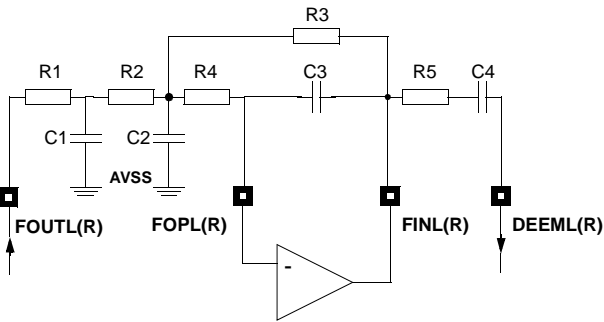 R3
R1 R2 R4 C3 R5 C4
C1 C2
AVSS
FOUTL(R) FOPL(R) FINL(R) DEEML(R)
-